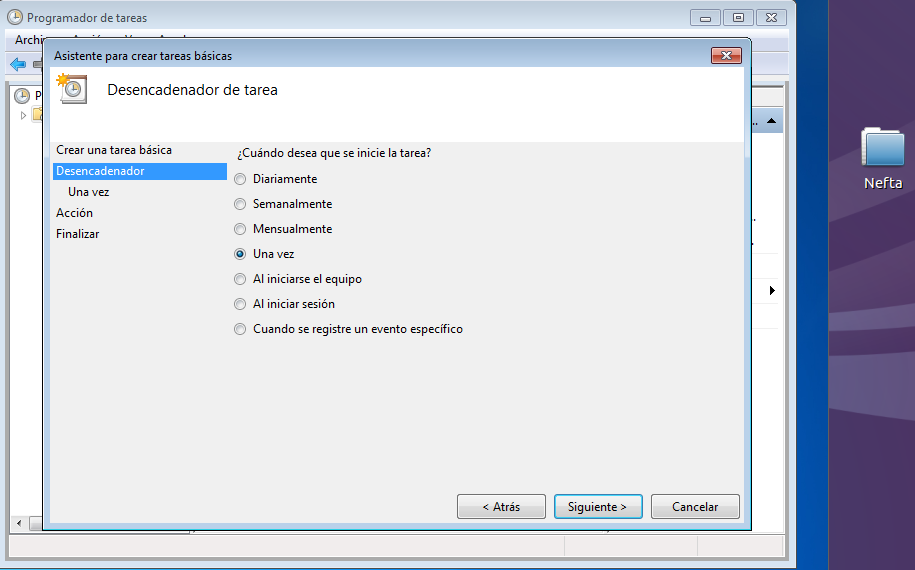 Programador de tareas
Asistente para crear tareas básicas
Desencadenador de tarea
Crear una tarea básica
Desencadenador
Una vez
Acción
Finalizar
¿Cuándo desea que se inicie la tarea?
Diariamente
Semanalmente
Mensualmente
Una vez
Al iniciarse el equipo
Al iniciar sesión
Cuando se registre un evento específico
< Atrás
Siguiente >
Cancelar
Nefta